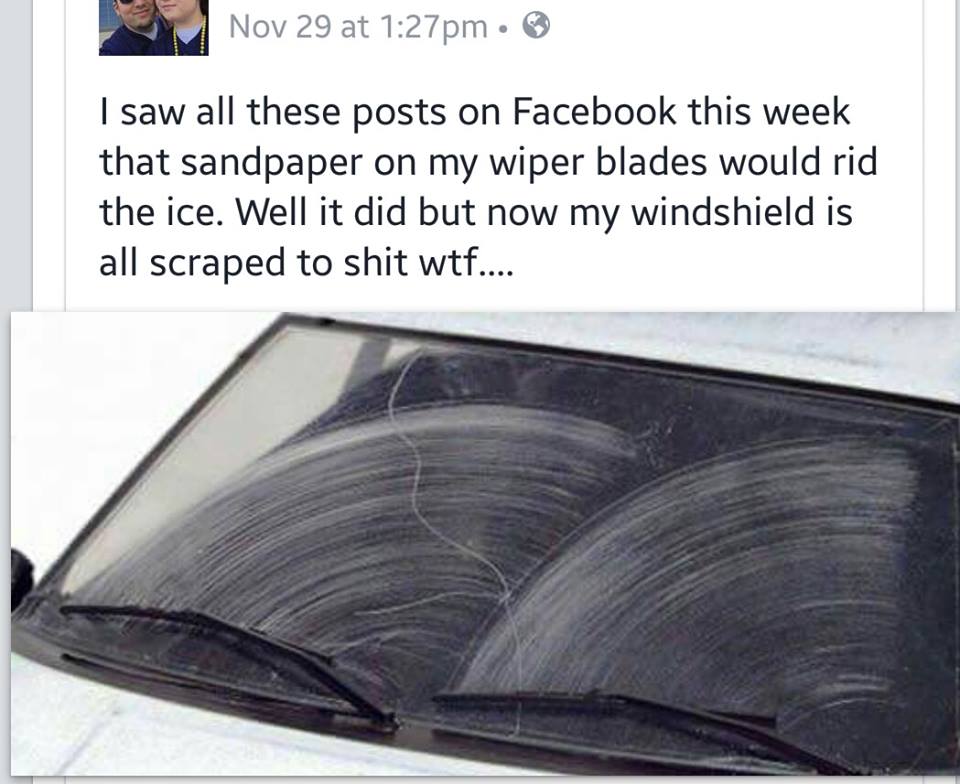 Nov 29 at 1:27pm •
I saw all these posts on Facebook this week
that sandpaper on my wiper blades would rid
the ice. Well it did but now my windshield is
all scraped to shit wtf....